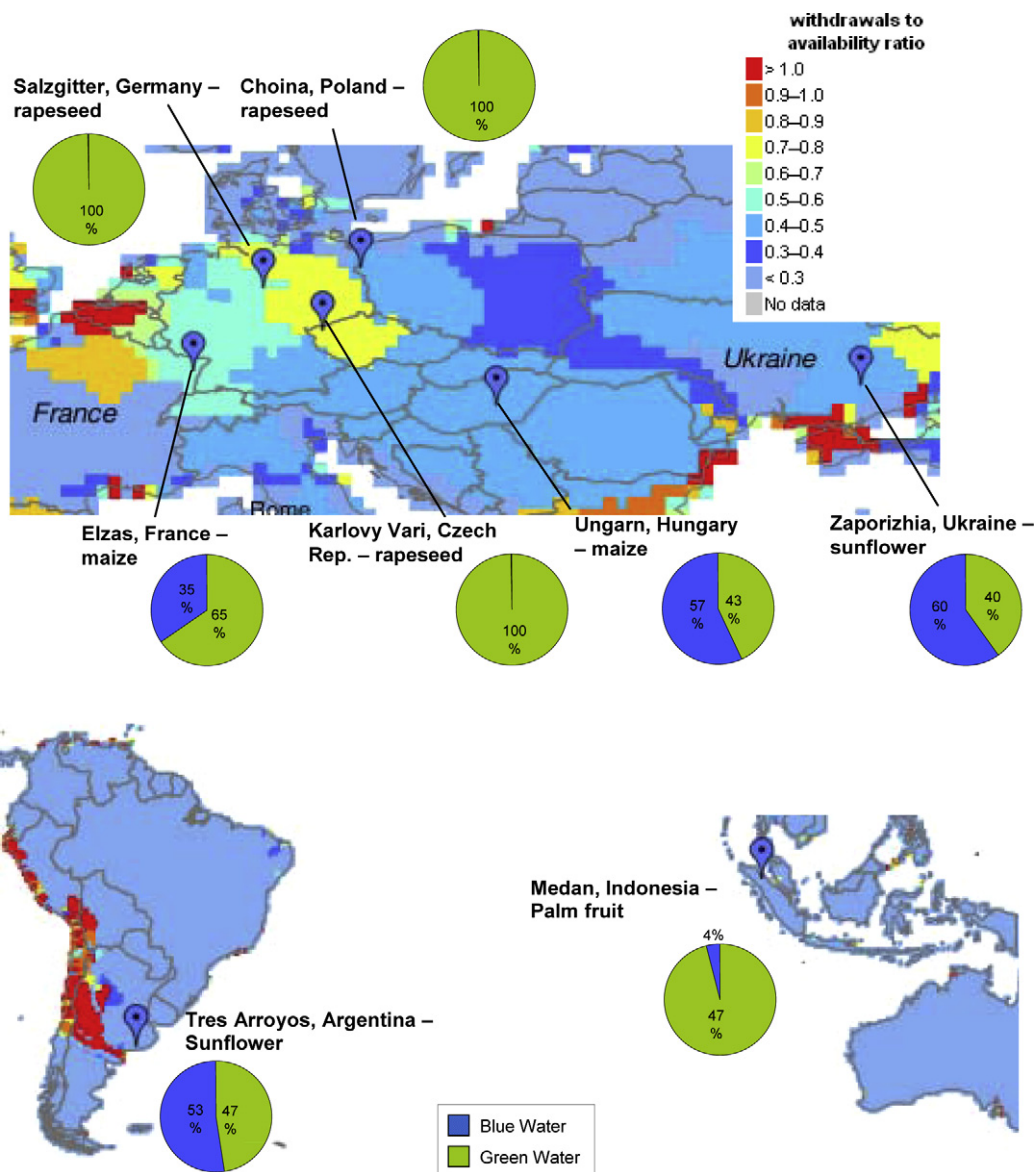 withdrawals to
availability ratio
> 1.0
0.9–1.0
0.8–0.9
0.7–0.8
0.6–0.7
0.5–0.6
0.4–0.5
0.3–0.4
< 0.3
No data
Salzgitter, Germany –
rapeseed
100
%
Choina, Poland –
rapeseed
100
%
France
Ukraine
Rome
Elzas, France –
maize
35
%
65
%
Karlovy Vari, Czech
Rep. – rapeseed
100
%
Ungarn, Hungary
– maize
57
%
43
%
Zaporizhia, Ukraine –
sunflower
60
%
40
%
Medan, Indonesia –
Palm fruit
4%
47
%
Tres Arroyos, Argentina –
Sunflower
53
%
47
%
Blue Water
Green Water